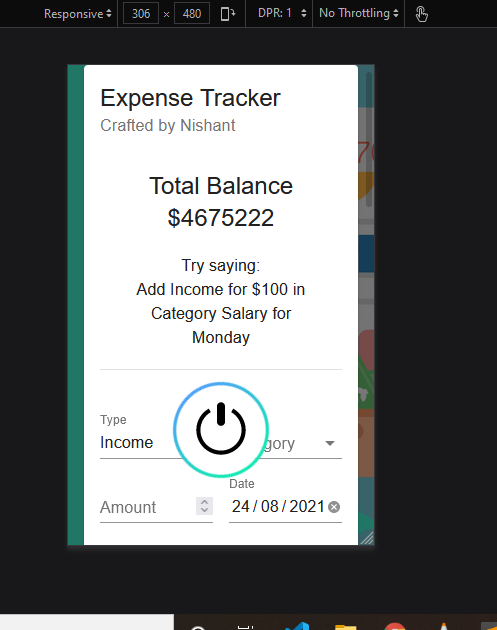 Responsive 306 × 480 DPR: 1 No Throttling
Expense Tracker
Crafted by Nishant
Total Balance
$4675222
Try saying:
Add Income for $100 in
Category Salary for
Monday
Type
Income
gory
Date
Amount
24/08/2021